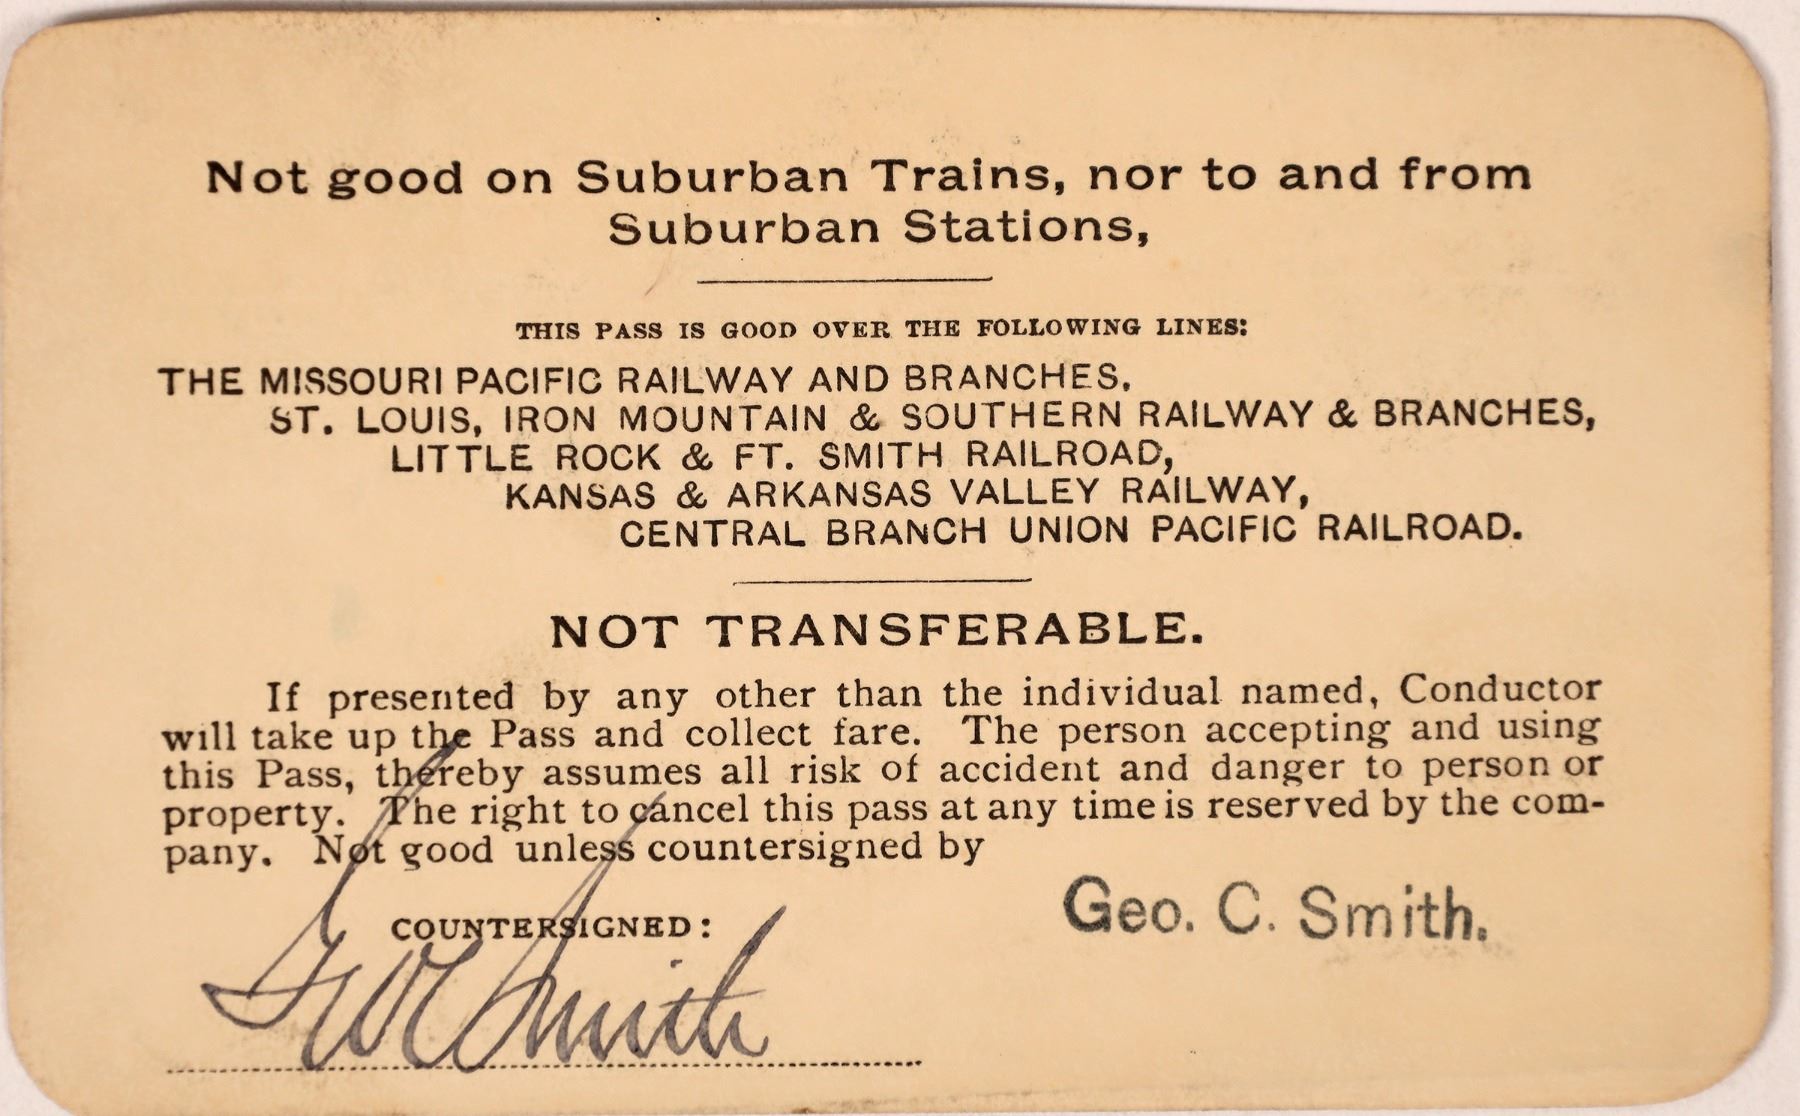 Not good on Suburban Trains, nor to and from
Suburban Stations,
THIS PASS IS GOOD OVER THE FOLLOWING LINES:
THE MISSOURI PACIFIC RAILWAY AND BRANCHES.
ST. LOUIS, IRON MOUNTAIN & SOUTHERN RAILWAY & BRANCHES,
LITTLE ROCK & FT. SMITH RAILROAD,
KANSAS & ARKANSAS VALLEY RAILWAY,
CENTRAL BRANCH UNION PACIFIC RAILROAD.
NOT TRANSFERABLE.
If presented by any other than the individual named, Conductor
will take up the Pass and collect fare. The person accepting and using
this Pass, thereby assumes all risk of accident and danger to person or
property. The right to cancel this pass at any time is reserved by the com-
pany. Not good unless countersigned by
Geo. C. Smith.
COUNTERSIGNED:
Smith